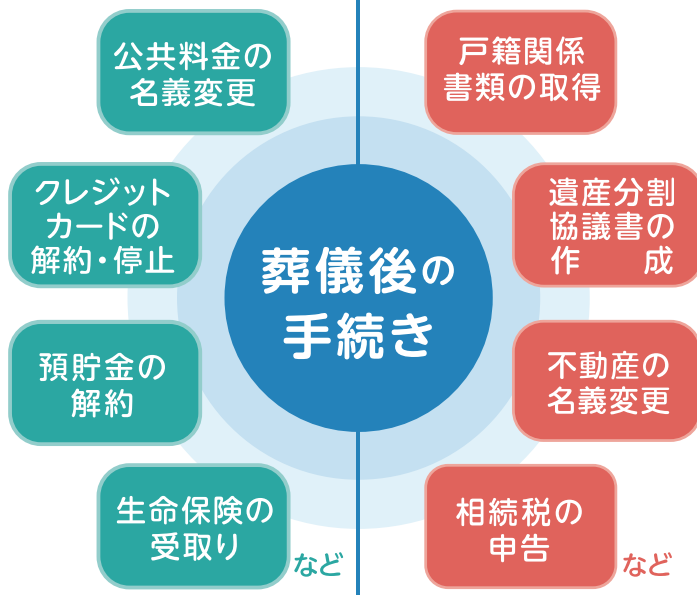 公共料金の
名義変更
戸籍関係
書類の取得
クレジット
カードの
解約・停止
遺産分割
協議書の
作　　成
葬儀後の
手続き
預貯金の
解約
不動産の
名義変更
生命保険の
受取り
など
相続税の
申告
など